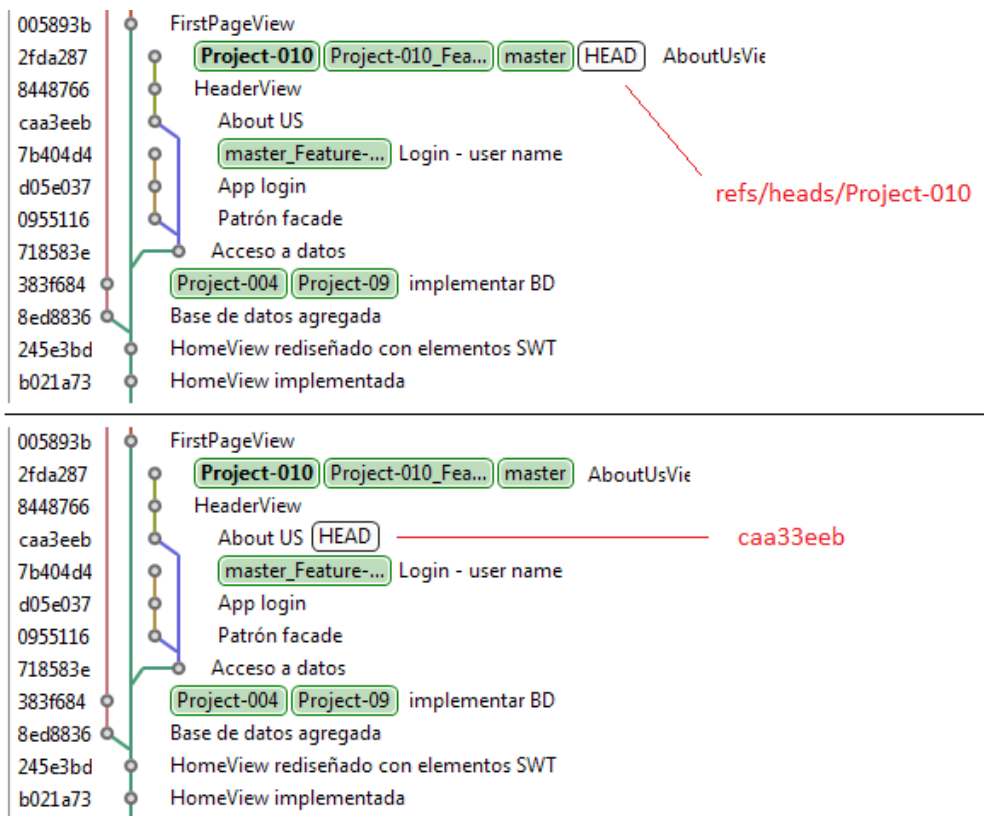 005893b FirstPageView
2fda287 Project-010 Project-010_Fea... master HEAD AboutUsVie
8448766 HeaderView
caa3eeb About US
7b404d4 master_Feature-... Login - user name
d05e037 App login
refs/heads/Project-010
0955116 Patrón facade
718583e Acceso a datos
383f684 Project-004 Project-09 implementar BD
8ed8836 Base de datos agregada
245e3bd HomeView rediseñado con elementos SWT
b021a73 HomeView implementada
005893b FirstPageView
2fda287 Project-010 Project-010_Fea... master AboutUsVie
8448766 HeaderView
caa3eeb About US HEAD caa33eeb
7b404d4 master_Feature-... Login - user name
d05e037 App login
0955116 Patrón facade
718583e Acceso a datos
383f684 Project-004 Project-09 implementar BD
8ed8836 Base de datos agregada
245e3bd HomeView rediseñado con elementos SWT
b021a73 HomeView implementada